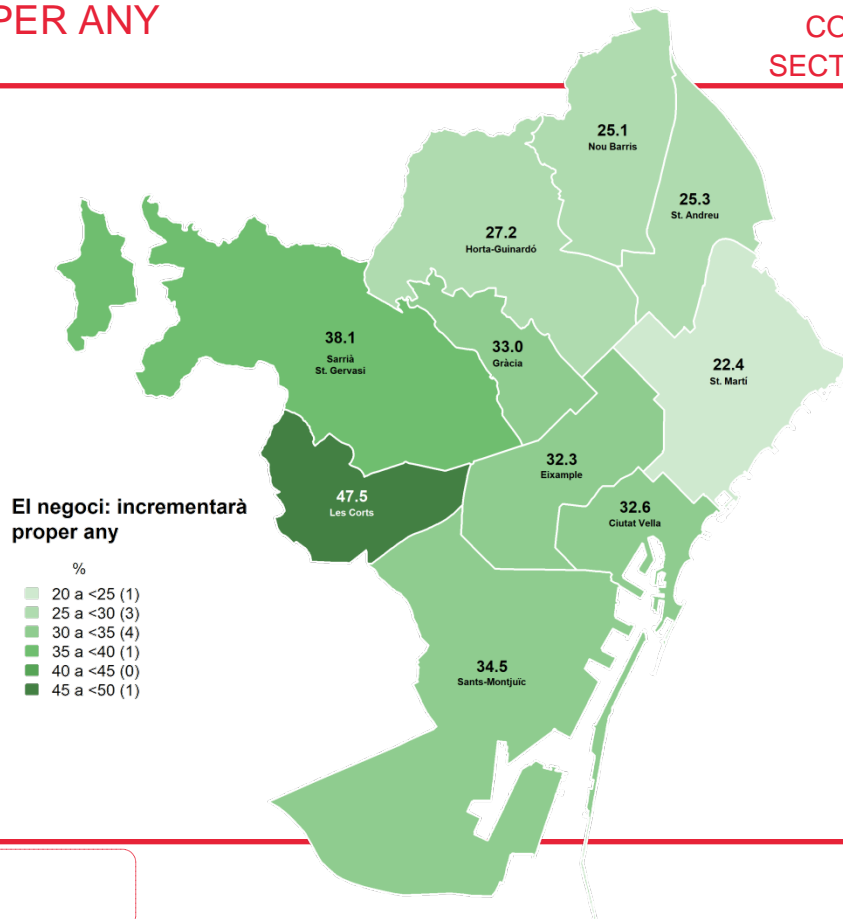 PER ANY
CO
SECT
25.1
Nou Barris
25.3
St. Andreu
27.2
Horta-Guinardó
38.1
Sarrià
St. Gervasi
33.0
Gràcia
22.4
St. Martí
32.3
Eixample
47.5
Les Corts
32.6
Ciutat Vella
El negoci: incrementarà
proper any
%
20 a <25 (1)
25 a <30 (3)
30 a <35 (4)
35 a <40 (1)
40 a <45 (0)
45 a <50 (1)
34.5
Sants-Montjuïc